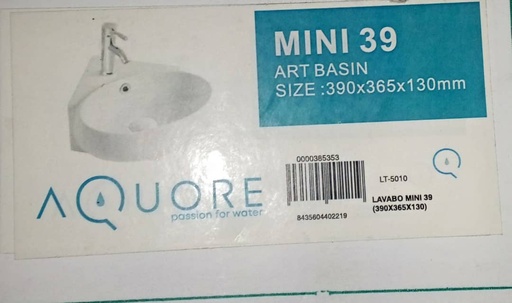 MINI 39
ART BASIN
SIZE :390x365x130mm
AQUORE
passion for water
0000385353
8435604402219
LT-5010
LAVABO MINI 39
(390X365X130)